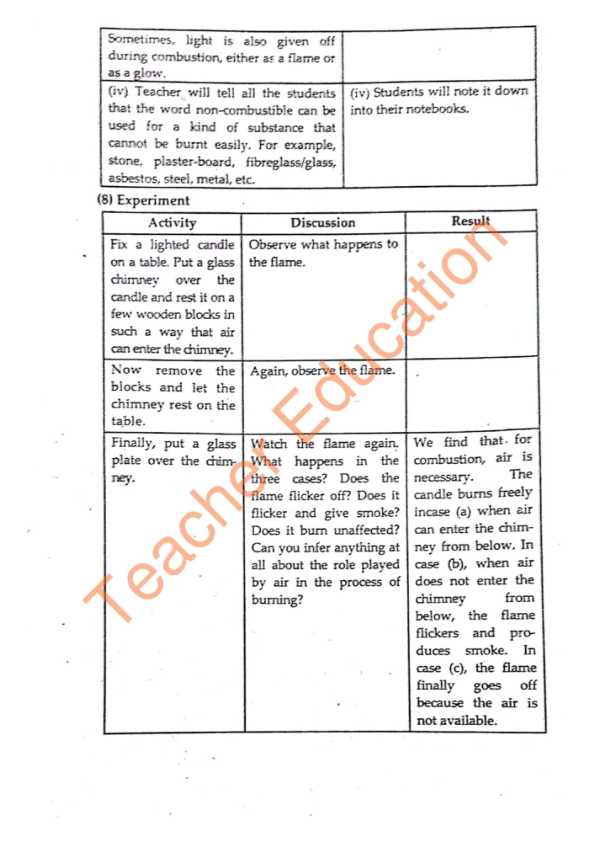 Sometimes, light is also given off
during combustion, either as a flame or
as a glow.
(iv) Teacher will tell all the students
that the word non-combustible can be
used for a kind of substance that
cannot be burnt easily. For example,
stone, plaster-board, fibreglass/glass,
asbestos, steel, metal, etc.
(iv) Students will note it down
into their notebooks.
(8) Experiment
Activity
Discussion
Result
Fix a lighted candle
on a table. Put a glass
chimney over the
candle and rest it on a
few wooden blocks in
such a way that air
can enter the chimney.
Observe what happens to
the flame.
Now remove the
blocks and let the
chimney rest on the
table.
Again, observe the flame.
Finally, put a glass
plate over the chim-
ney.
Watch the flame again.
What happens in the
three cases? Does the
flame flicker off? Does it
flicker and give smoke?
Does it burn unaffected?
Can you infer anything at
all about the role played
by air in the process of
burning?
We find that for
combustion, air is
necessary. The
candle burns freely
incase (a) when air
can enter the chim-
ney from below. In
case (b), when air
does not enter the
chimney from
below, the flame
flickers and pro-
duces smoke. In
case (c), the flame
finally goes off
because the air is
not available.
Teacher Education